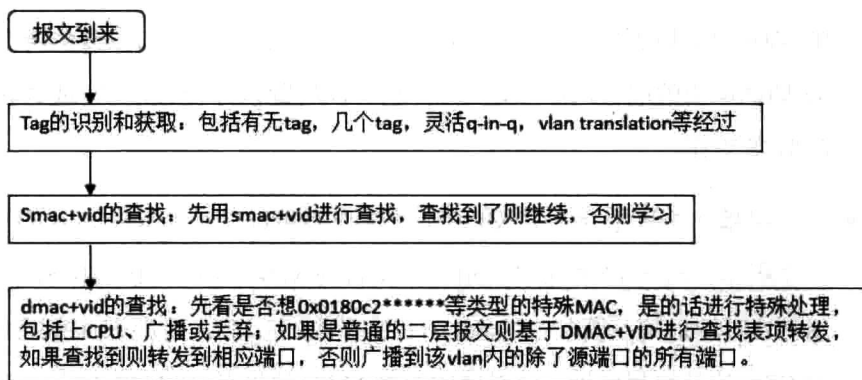 报文到来
Tag的识别和获取：包括有无tag，几个tag，灵活q-in-q，vlan translation等经过
Smac+vid的查找：先用smac+vid进行查找，查找到了则继续，否则学习
dmac+vid的查找：先看是否想0x0180c2******等类型的特殊MAC，是的话进行特殊处理，
包括上CPU、广播或丢弃；如果是普通的二层报文则基于DMAC+VID进行查找表项转发，
如果查找到则转发到相应端口，否则广播到该vlan内的除了源端口的所有端口。